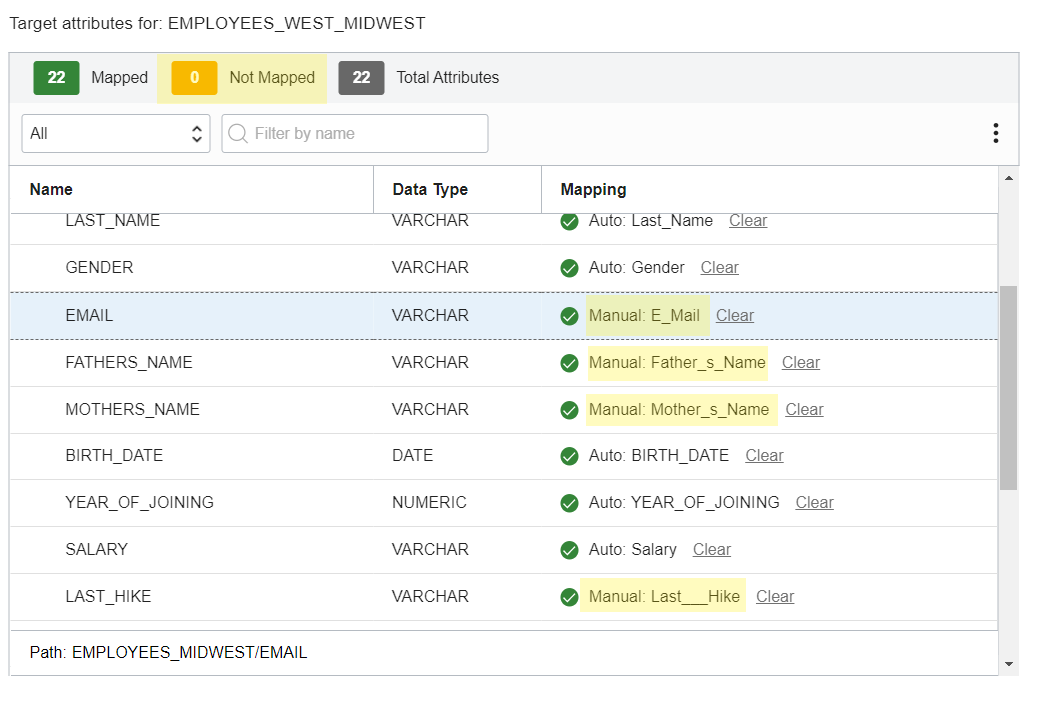 Target attributes for: EMPLOYEES_WEST_MIDWEST
22 Mapped 0 Not Mapped 22 Total Attributes
All Filter by name
Name Data Type Mapping
LAST_NAME VARCHAR Auto: Last_Name Clear
GENDER VARCHAR Auto: Gender Clear
EMAIL VARCHAR Manual: E_Mail Clear
FATHERS_NAME VARCHAR Manual: Father_s_Name Clear
MOTHERS_NAME VARCHAR Manual: Mother_s_Name Clear
BIRTH_DATE DATE Auto: BIRTH_DATE Clear
YEAR_OF_JOINING NUMERIC Auto: YEAR_OF_JOINING Clear
SALARY VARCHAR Auto: Salary Clear
LAST_HIKE VARCHAR Manual: Last___Hike Clear
Path: EMPLOYEES_MIDWEST/EMAIL